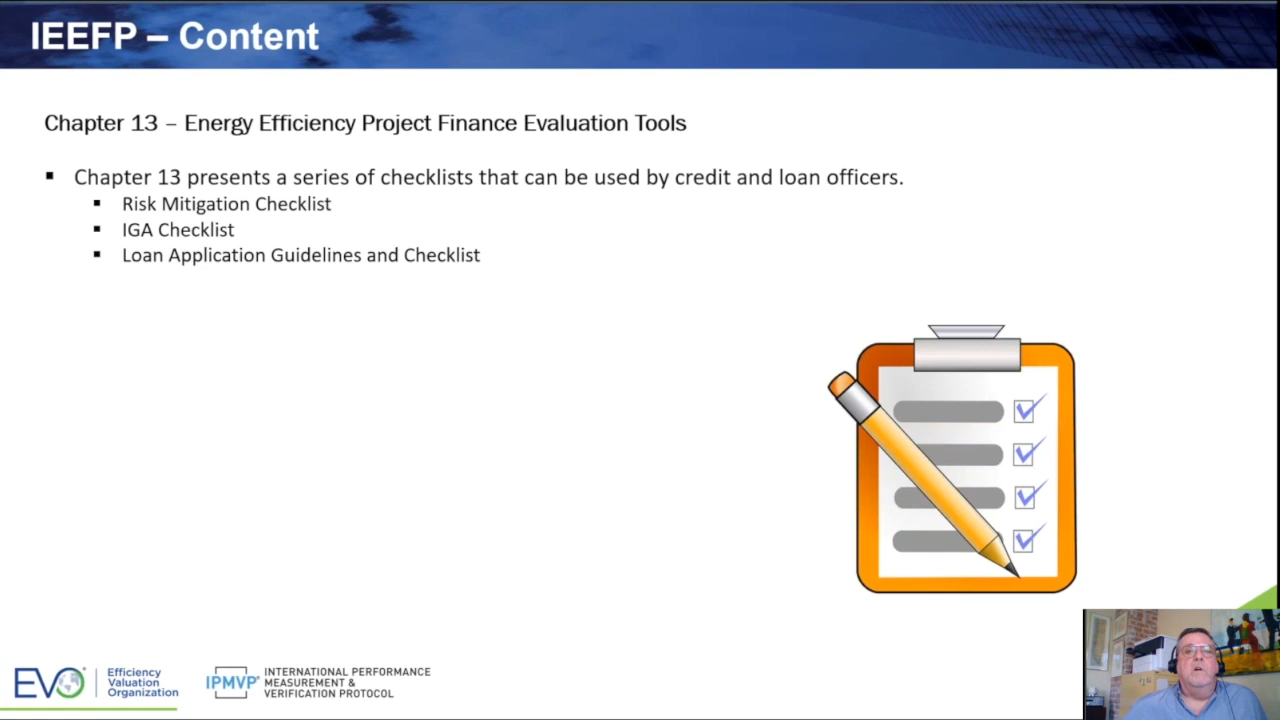 IEEFP – Content
Chapter 13 – Energy Efficiency Project Finance Evaluation Tools
▪ Chapter 13 presents a series of checklists that can be used by credit and loan officers.
▪ Risk Mitigation Checklist
▪ IGA Checklist
▪ Loan Application Guidelines and Checklist
EVO®
Efficiency
Valuation
Organization
IPMVP®
INTERNATIONAL PERFORMANCE
MEASUREMENT &
VERIFICATION PROTOCOL